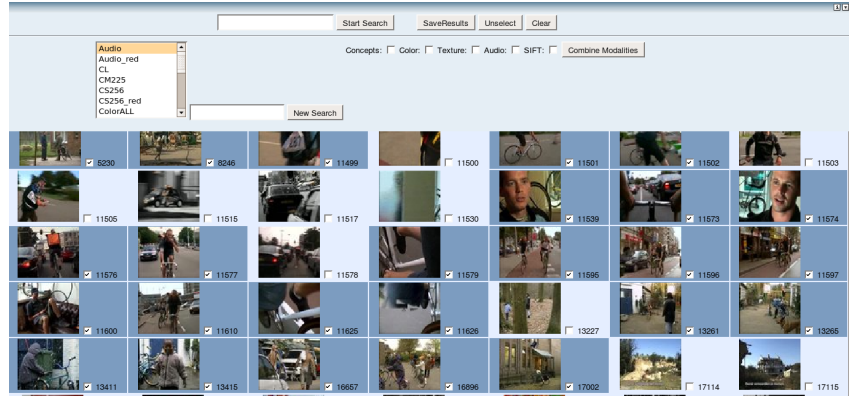 Start Search SaveResults Unselect Clear
Audio
Audio_red
CL
CM225
CS256
CS256_red
ColorALL
Concepts: Color: Texture: Audio: SIFT: Combine Modalities
New Search
5230 8246 11499 11500 11501 11502 11503
11505 11515 11517 11530 11539 11573 11574
11576 11577 11578 11579 11595 11596 11597
11600 11610 11625 11626 13227 13261 13265
13411 13415 16657 16896 17002 17114 17115